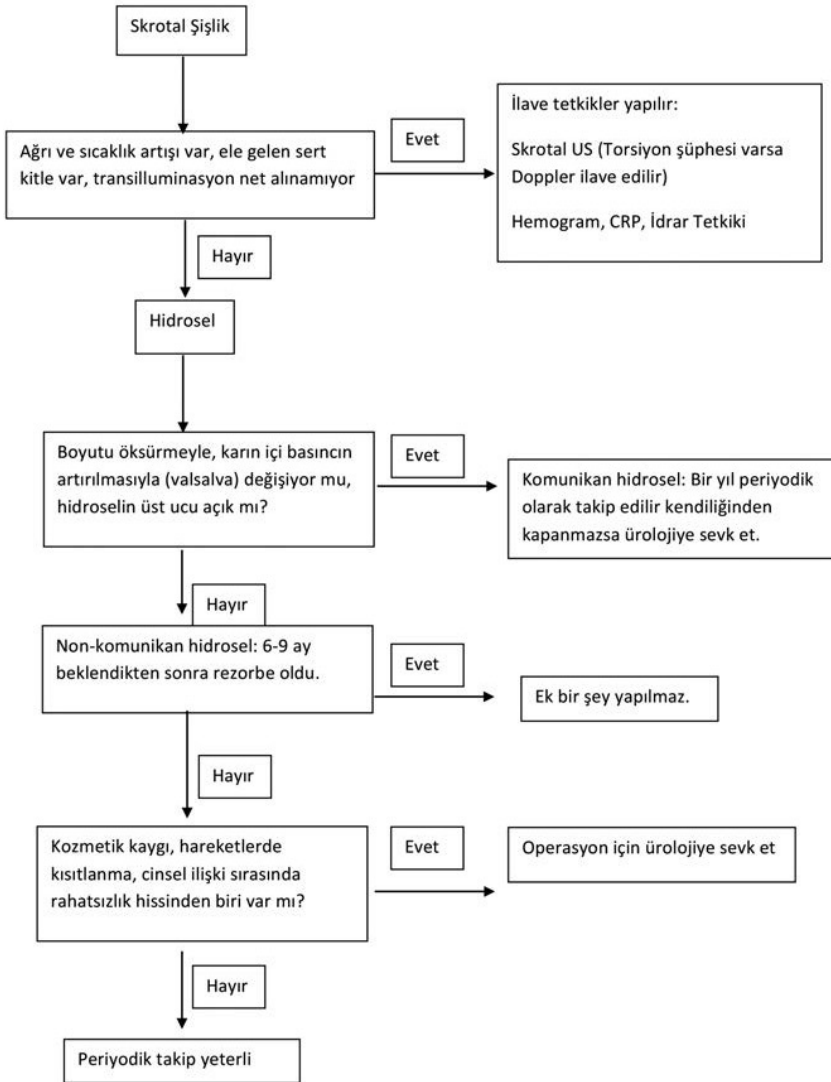 Skrotal Şişlik
Ağrı ve sıcaklık artışı var, ele gelen sert
kitle var, transilluminasyon net alınamıyor
Evet
İlave tetkikler yapılır:
Skrotal US (Torsiyon şüphesi varsa
Doppler ilave edilir)
Hemogram, CRP, İdrar Tetkiki
Hayır
Hidrosel
Boyutu öksürmeyle, karın içi basıncın
artırılmasıyla (valsalva) değişiyor mu,
hidroselin üst ucu açık mı?
Evet
Komunikan hidrosel: Bir yıl periyodik
olarak takip edilir kendiliğinden
kapanmazsa ürolojiye sevk et.
Hayır
Non-komunikan hidrosel: 6-9 ay
beklendikten sonra rezorbe oldu.
Evet
Ek bir şey yapılmaz.
Hayır
Kozmetik kaygı, hareketlerde
kısıtlanma, cinsel ilişki sırasında
rahatsızlık hissinden biri var mı?
Evet
Operasyon için ürolojiye sevk et
Hayır
Periyodik takip yeterli